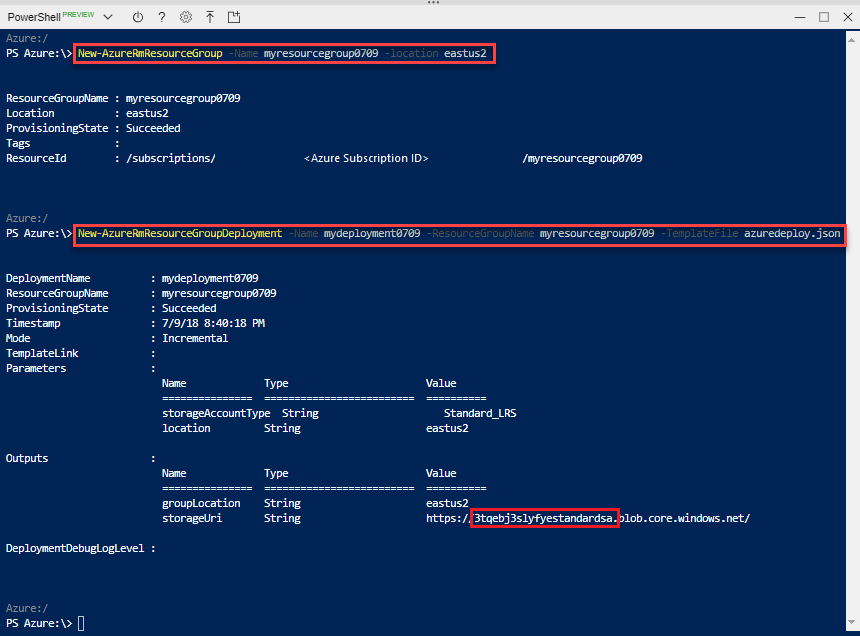 PowerShell PREVIEW
Azure:/
PS Azure:\> New-AzureRmResourceGroup -Name myresourcegroup0709 -location eastus2
ResourceGroupName : myresourcegroup0709
Location : eastus2
ProvisioningState : Succeeded
Tags :
ResourceId : /subscriptions/ <Azure Subscription ID> /myresourcegroup0709
Azure:/
PS Azure:\> New-AzureRmResourceGroupDeployment -Name mydeployment0709 -ResourceGroupName myresourcegroup0709 -TemplateFile azuredeploy.json
DeploymentName : mydeployment0709
ResourceGroupName : myresourcegroup0709
ProvisioningState : Succeeded
Timestamp : 7/9/18 8:40:18 PM
Mode : Incremental
TemplateLink :
Parameters :
Name Type Value
=============== ========================= ==========
storageAccountType String Standard_LRS
location String eastus2
Outputs :
Name Type Value
=============== ========================= ==========
groupLocation String eastus2
storageUri String https://3tqebj3slyfyestandardsa.blob.core.windows.net/
DeploymentDebugLogLevel :
Azure:/
PS Azure:\>